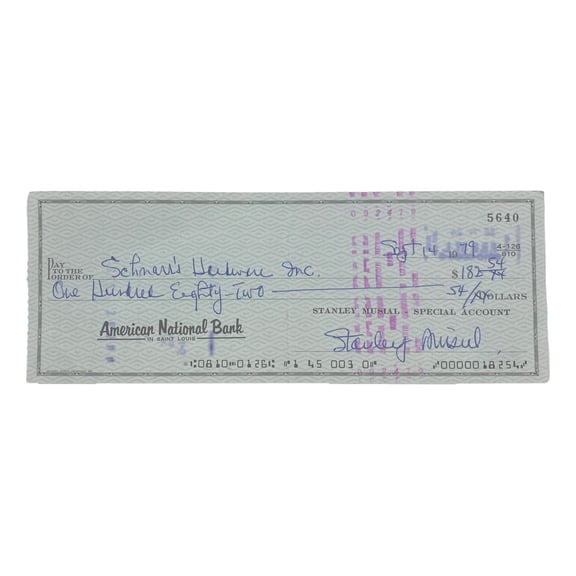 092479
5640
Sept 14 1979
4-126
810
PAY TO THE ORDER OF Schnarr's Hardware Inc. $182 54
One Hundred Eighty-Two 54/100 DOLLARS
STANLEY MUSIAL - SPECIAL ACCOUNT
American National Bank
IN SAINT LOUIS
Stanley Musial
⑆0810⑉0126⑆ ⑈1 45 003 0⑈ ⑈0000018254⑈